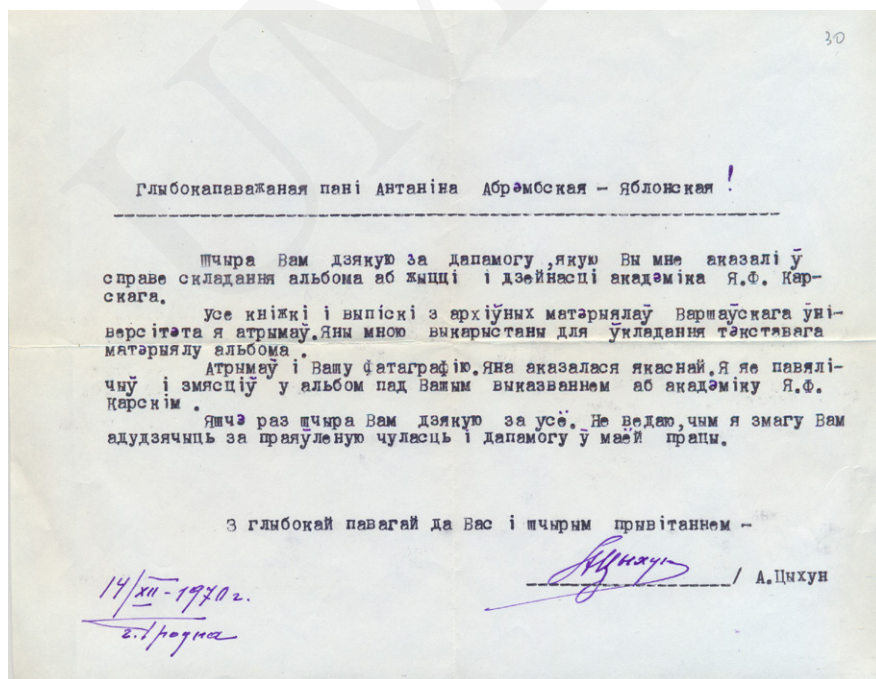 30
Глыбокапаважаная пані Антаніна Абрэмбская – Яблонская !
Шчыра Вам дзякую за дапамогу ,якую Вы мне аказалі ў
справе складання альбома аб жыцці і дзейнасці акадэміка Я.Ф. Кар-
скага.
Усе кніжкі і выпіскі з архіўных матэрыялаў Варшаўскага ўні-
версітэта я атрымаў.Яны мною выкарыстаны для ўкладання тэкставага
матэрыялу альбома .
Атрымаў і Вашу фатаграфію.Яна аказалася якаснай.Я яе павялі-
чыў і змясціў у альбом пад Вашым выказваннем аб акадэміку Я.Ф.
Карскім .
Яшчэ раз шчыра Вам дзякую за усё. Не ведаю,чым я змагу Вам
адудзячыць за праяўленую чуласць і дапамогу ў маёй працы.
З глыбокай павагай да Вас і шчырым прывітаннем –
АЦыхун
/ А.Цыхун
14/XII-1970 г.
г. Гродна